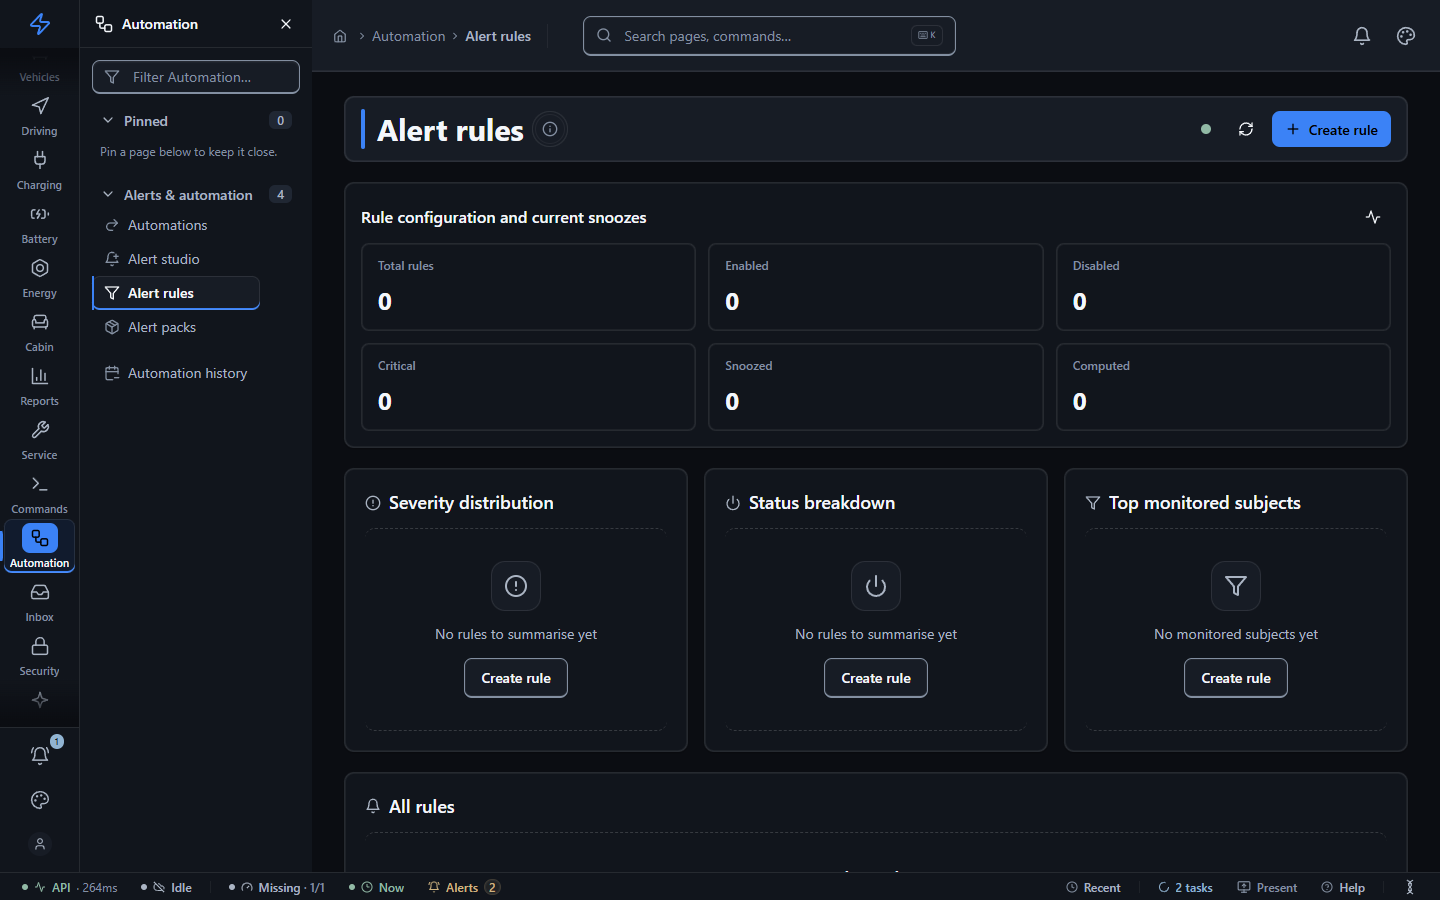 Automation
Automation
Alert rules
Search pages, commands...
K
Vehicles
Driving
Charging
Battery
Energy
Cabin
Reports
Service
Commands
Automation
Inbox
Security
1
Filter Automation...
Pinned
0
Pin a page below to keep it close.
Alerts & automation
4
Automations
Alert studio
Alert rules
Alert packs
Automation history
Alert rules
Create rule
Rule configuration and current snoozes
Total rules
0
Enabled
0
Disabled
0
Critical
0
Snoozed
0
Computed
0
Severity distribution
No rules to summarise yet
Create rule
Status breakdown
No rules to summarise yet
Create rule
Top monitored subjects
No monitored subjects yet
Create rule
All rules
API · 264ms
Idle
Missing · 1/1
Now
Alerts 2
Recent
2 tasks
Present
Help